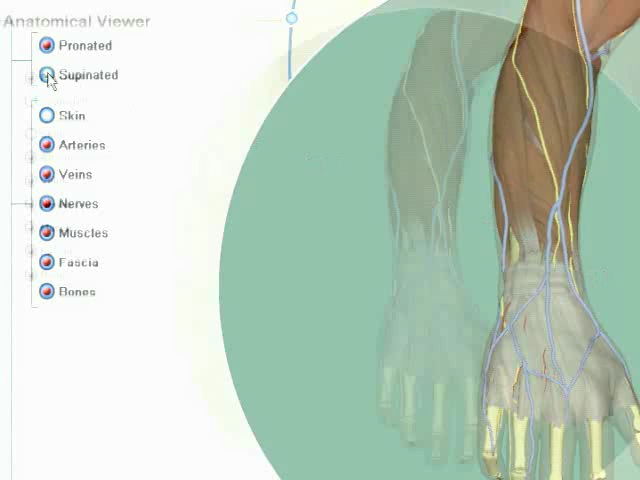 Anatomical Viewer
Pronated
Supinated
Skin
Arteries
Veins
Nerves
Muscles
Fascia
Bones